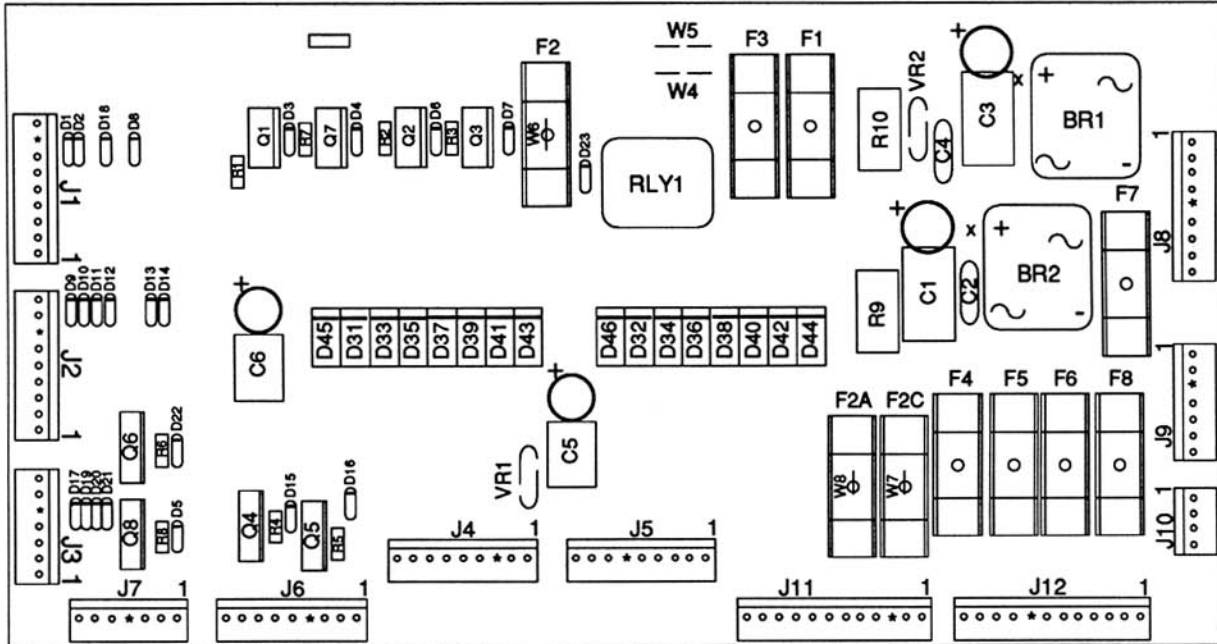 W5
W4
F2
F3
F1
VR2
C3
BR1
+
x
+
-
R10
C4
D1
D2
D18
D8
J1
1
Q1
D3
R7
Q7
D4
R2
Q2
D6
R3
Q3
D7
W6
D23
R1
RLY1
1
J8
F7
+
x
+
-
BR2
C1
C2
R9
D9
D10
D11
D12
D13
D14
J2
1
+
C6
D45
D31
D33
D35
D37
D39
D41
D43
D46
D32
D34
D36
D38
D40
D42
D44
+
C5
VR1
F2A
F2C
F4
F5
F6
F8
W8
W7
1
J9
1
J10
Q6
R6
D22
D17
D19
D20
D21
J3
1
Q8
R8
D5
Q4
R4
D15
Q5
R5
D16
J4 1
J5 1
J7 1
J6 1
J11 1
J12 1